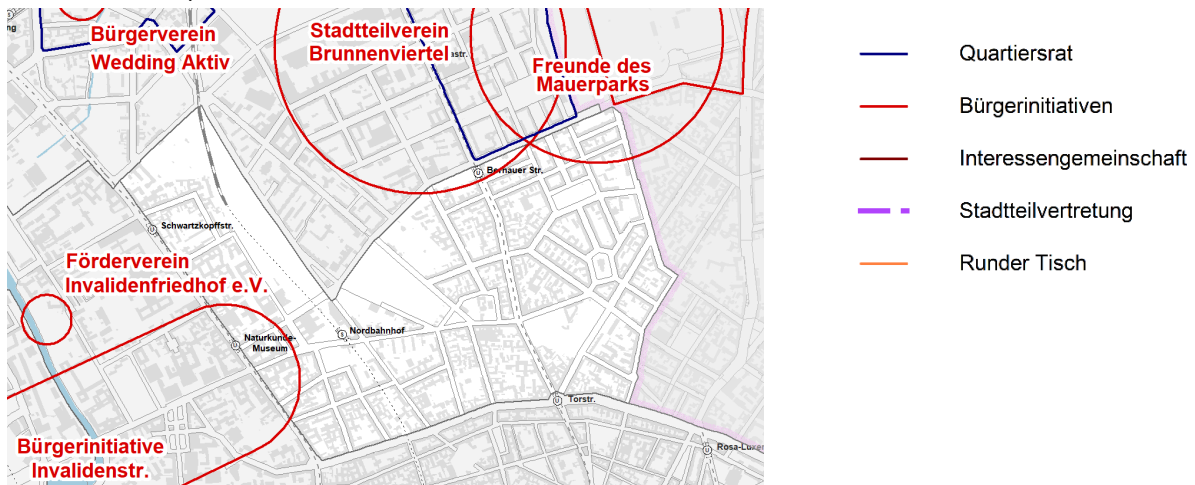 Bürgerverein
Wedding Aktiv
Stadtteilverein
Brunnenviertel
Freunde des
Mauerparks
Bernauer Str.
Schwartzkopffstr.
Förderverein
Invalidenfriedhof e.V.
Nordbahnhof
Naturkunde-
Museum
Torstr.
Bürgerinitiative
Invalidenstr.
Quartiersrat
Bürgerinitiativen
Interessengemeinschaft
Stadtteilvertretung
Runder Tisch